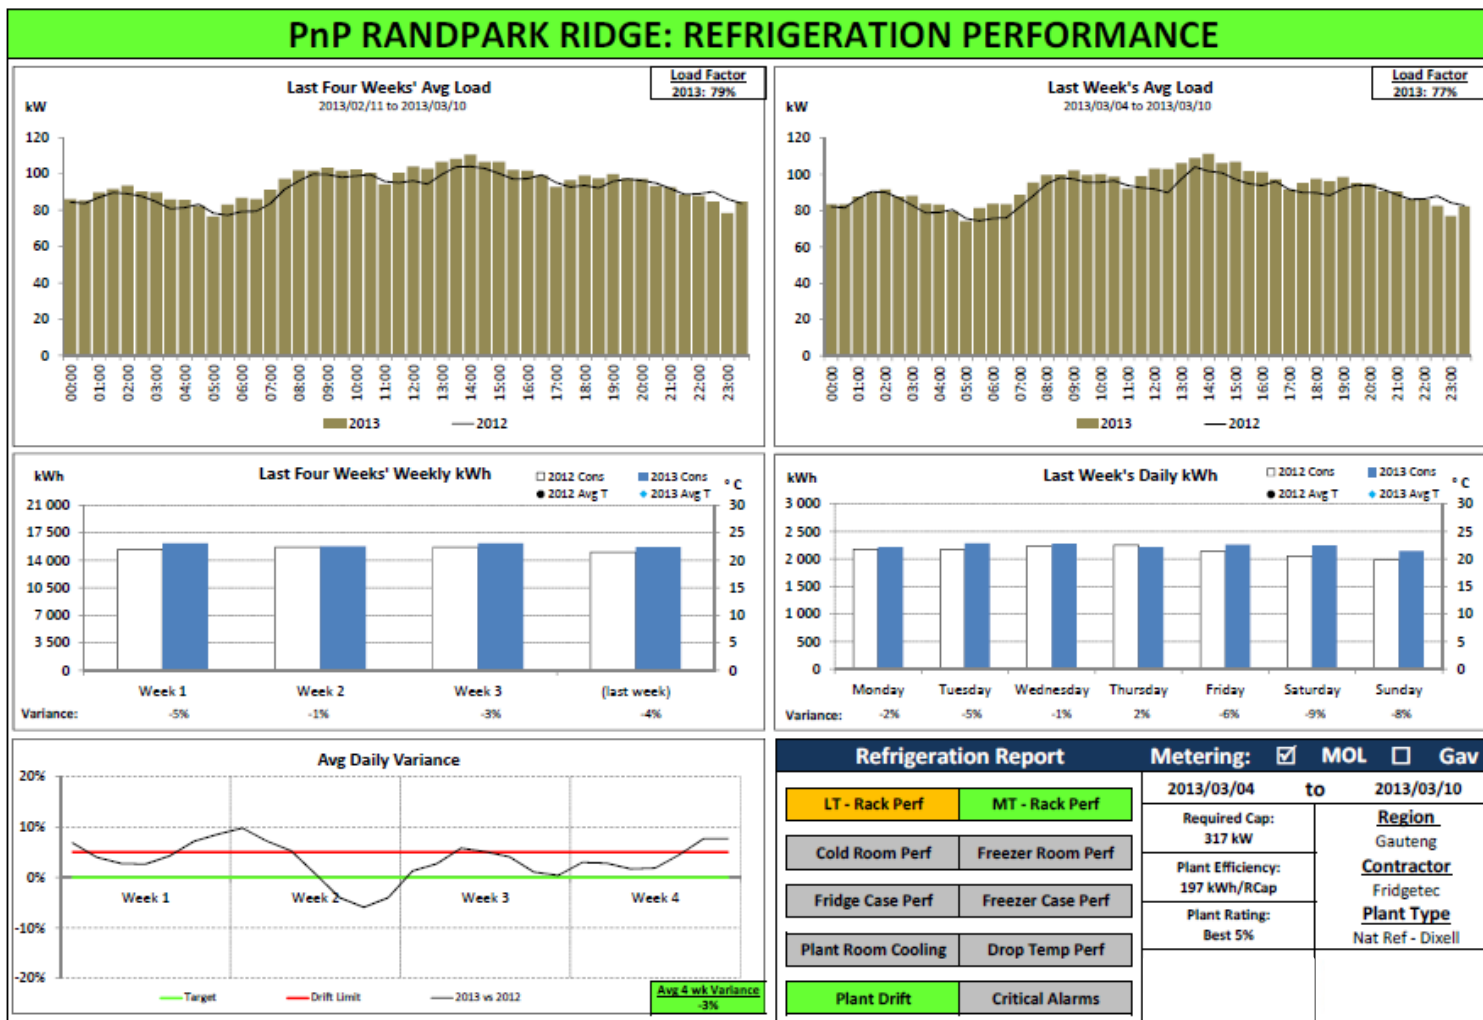 PnP RANDPARK RIDGE: REFRIGERATION PERFORMANCE
Last Four Weeks' Avg Load
2013/02/11 to 2013/03/10
Load Factor
2013: 79%
kW
120
100
80
60
40
20
0
00:00 01:00 02:00 03:00 04:00 05:00 06:00 07:00 08:00 09:00 10:00 11:00 12:00 13:00 14:00 15:00 16:00 17:00 18:00 19:00 20:00 21:00 22:00 23:00
2013 2012
Last Week's Avg Load
2013/03/04 to 2013/03/10
Load Factor
2013: 77%
kW
120
100
80
60
40
20
0
00:00 01:00 02:00 03:00 04:00 05:00 06:00 07:00 08:00 09:00 10:00 11:00 12:00 13:00 14:00 15:00 16:00 17:00 18:00 19:00 20:00 21:00 22:00 23:00
2013 2012
kWh
Last Four Weeks' Weekly kWh
2012 Cons 2013 Cons
2012 Avg T 2013 Avg T
° C
21 000 30
17 500 25
14 000 20
10 500 15
7 000 10
3 500 5
0 0
Week 1 Week 2 Week 3 (last week)
Variance: -5% -1% -3% -4%
kWh
Last Week's Daily kWh
2012 Cons 2013 Cons
2012 Avg T 2013 Avg T
° C
3 000 30
2 500 25
2 000 20
1 500 15
1 000 10
500 5
0 0
Monday Tuesday Wednesday Thursday Friday Saturday Sunday
Variance: -2% -5% -1% 2% -6% -9% -8%
Avg Daily Variance
20%
10%
0%
-10%
-20%
Week 1 Week 2 Week 3 Week 4
Target Drift Limit 2013 vs 2012
Avg 4 wk Variance
-3%
Refrigeration Report Metering: ☑ MOL ☐ Gav
LT - Rack Perf MT - Rack Perf
Cold Room Perf Freezer Room Perf
Fridge Case Perf Freezer Case Perf
Plant Room Cooling Drop Temp Perf
Plant Drift Critical Alarms
2013/03/04 to 2013/03/10
Required Cap:
317 kW
Plant Efficiency:
197 kWh/RCap
Plant Rating:
Best 5%
Region
Gauteng
Contractor
Fridgetec
Plant Type
Nat Ref - Dixell